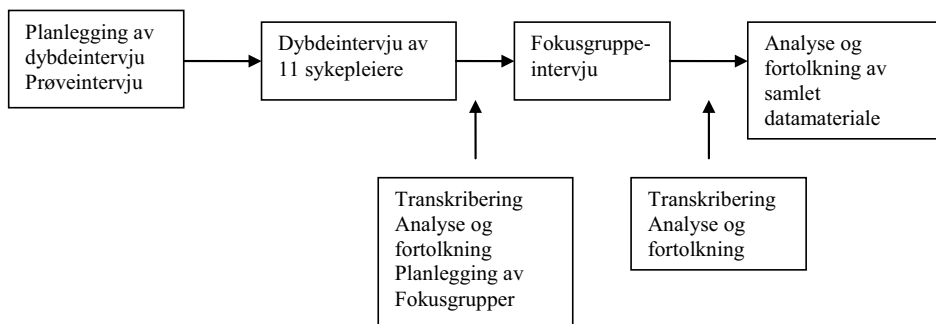 Planlegging av
dybdeintervju
Prøveintervju
Dybdeintervju av
11 sykepleiere
Fokusgruppe-
intervju
Analyse og
fortolkning av
samlet
datamateriale
Transkribering
Analyse og
fortolkning
Planlegging av
Fokusgrupper
Transkribering
Analyse og
fortolkning